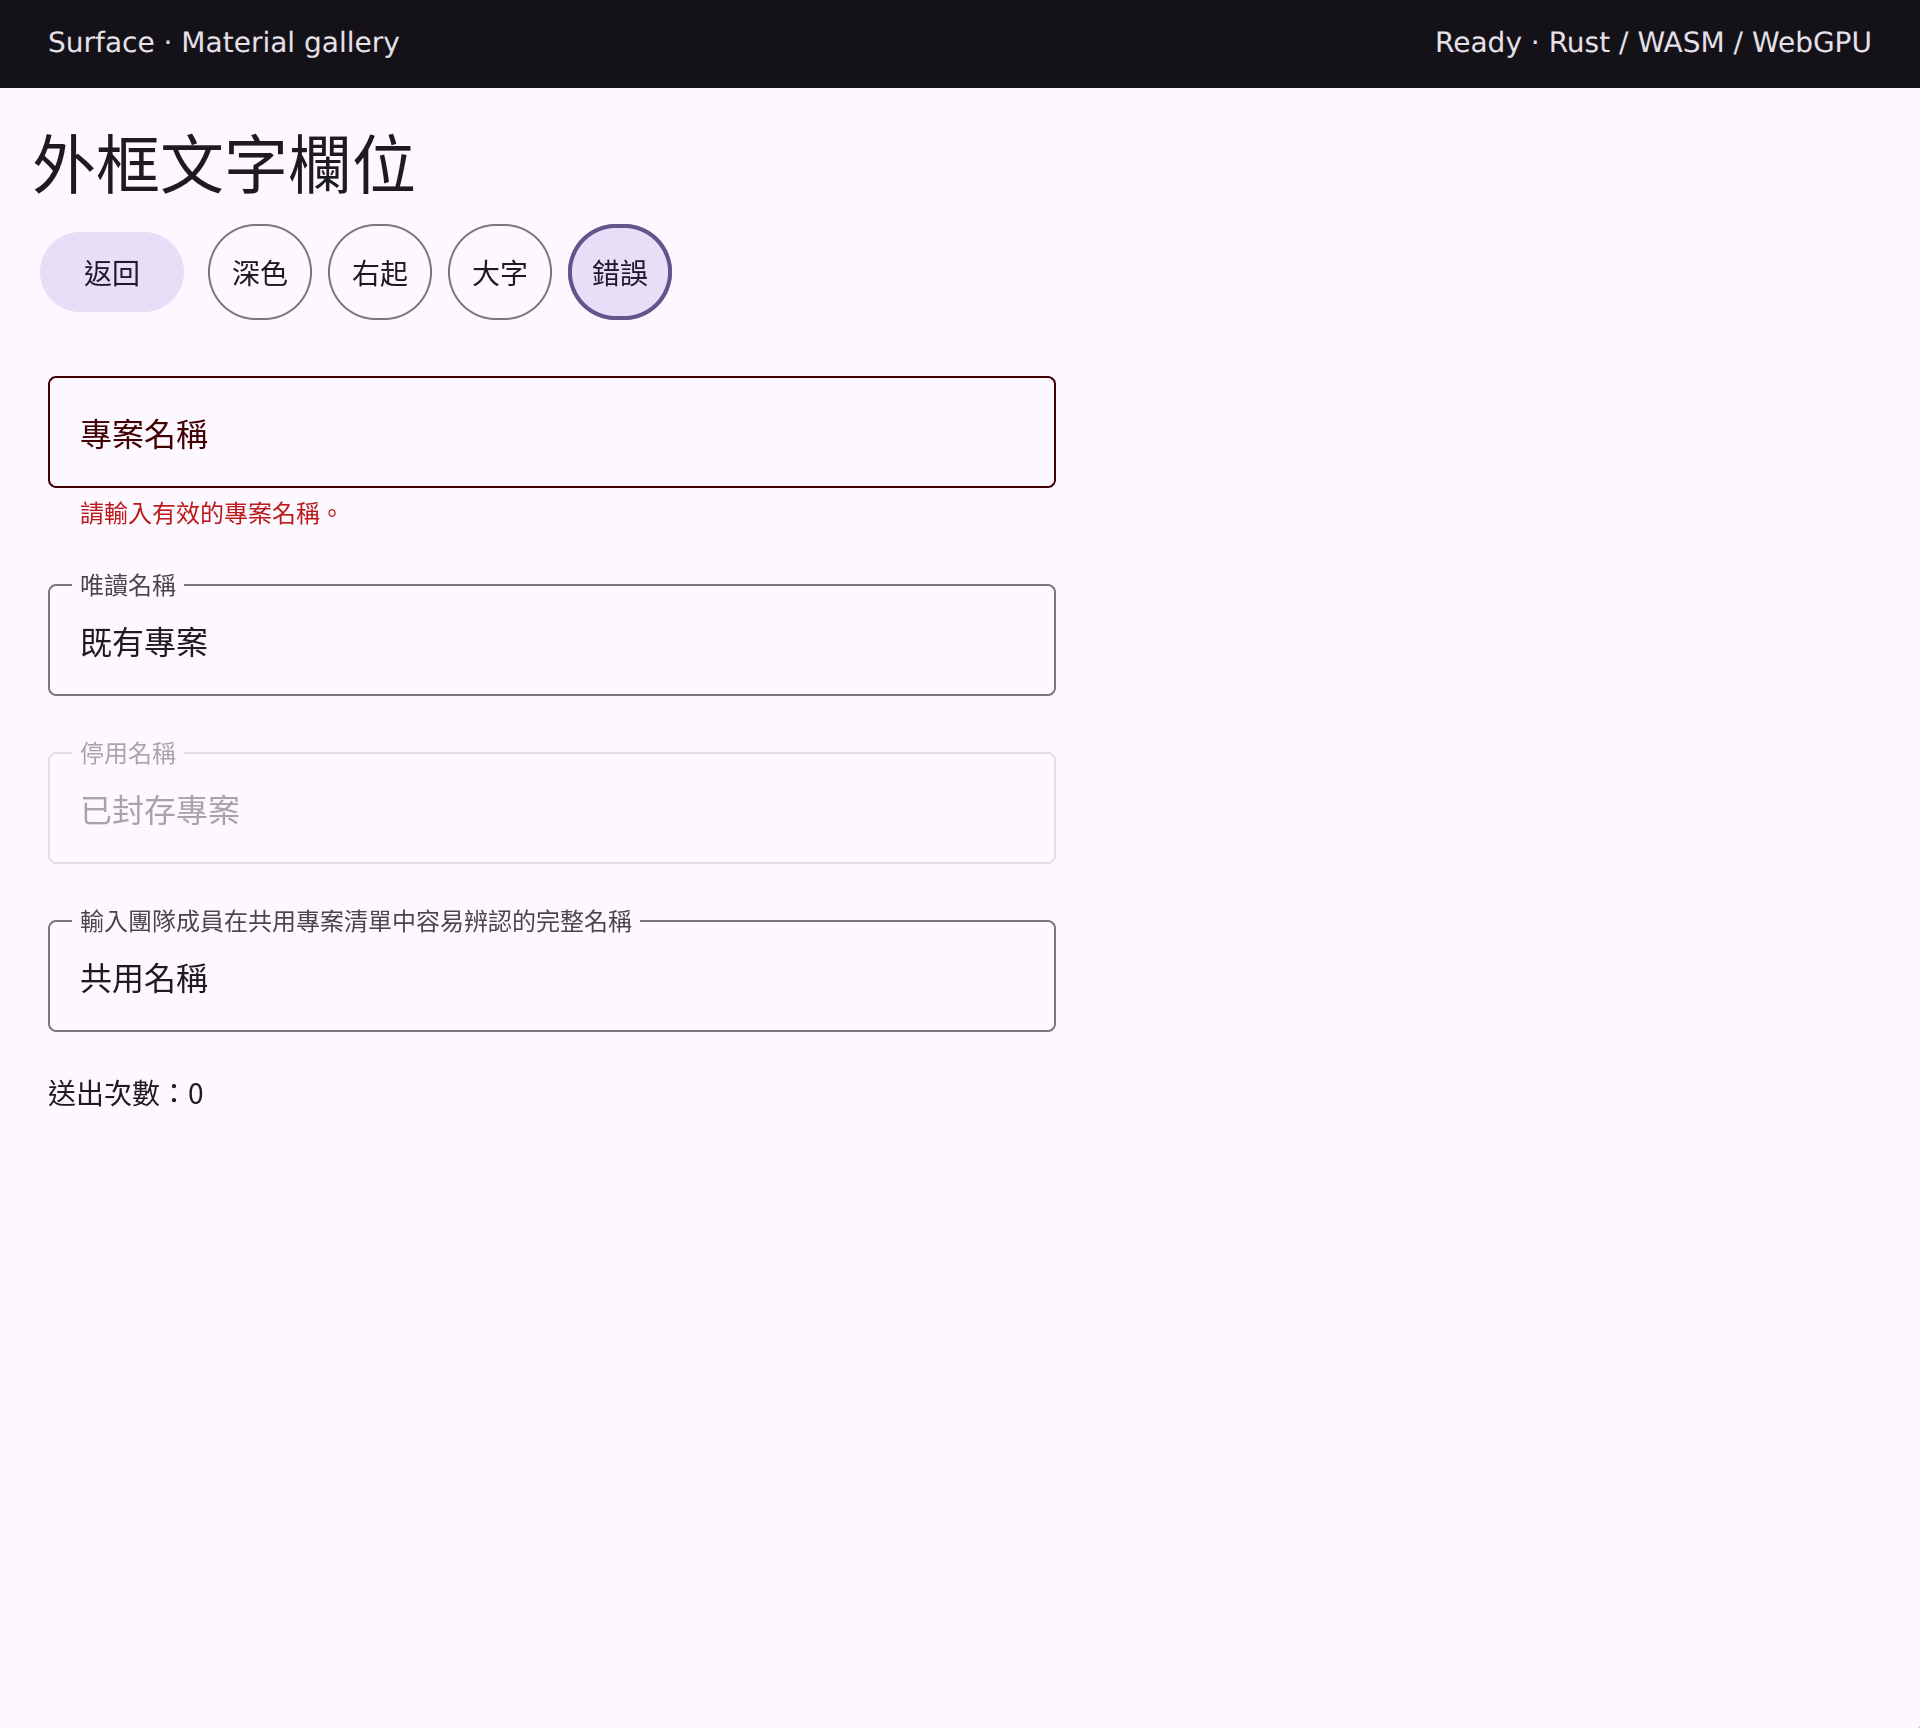 Surface · Material gallery
Ready · Rust / WASM / WebGPU
外框文字欄位
返回
深色
右起
大字
錯誤
專案名稱
請輸入有效的專案名稱。
唯讀名稱
既有專案
停用名稱
已封存專案
輸入團隊成員在共用專案清單中容易辨認的完整名稱
共用名稱
送出次數：0